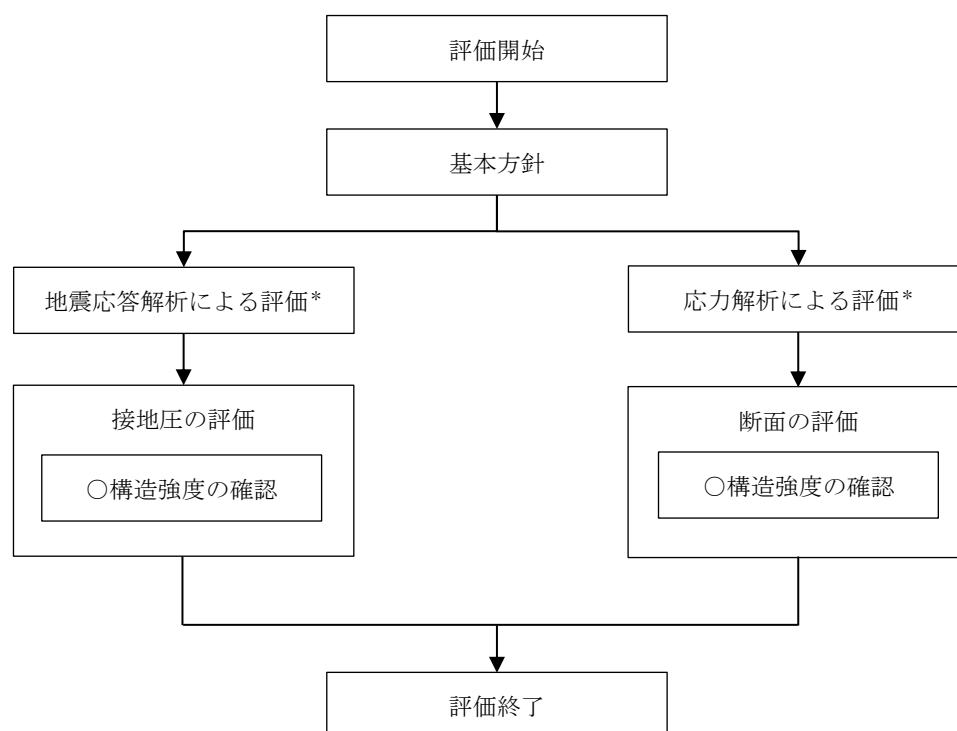 評価開始
基本方針
地震応答解析による評価*
応力解析による評価*
接地圧の評価
○構造強度の確認
断面の評価
○構造強度の確認
評価終了